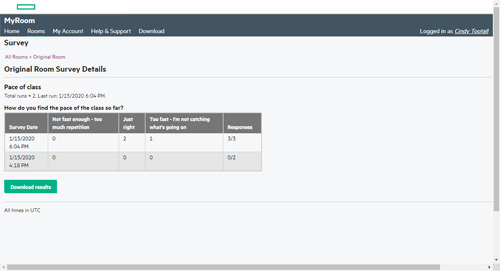 MyRoom
Home Rooms My Account Help & Support Download Logged in as Cindy Tootall
Survey
All Rooms » Original Room
Original Room Survey Details
Pace of class
Total runs = 2. Last run: 1/15/2020 6:04 PM.
How do you find the pace of the class so far?
Survey Date Not fast enough - too much repetition Just right Too fast - I'm not catching what's going on Responses
1/15/2020 6:04 PM 0 2 1 3/3
1/15/2020 4:18 PM 0 0 0 0/2
Download results
All times in UTC